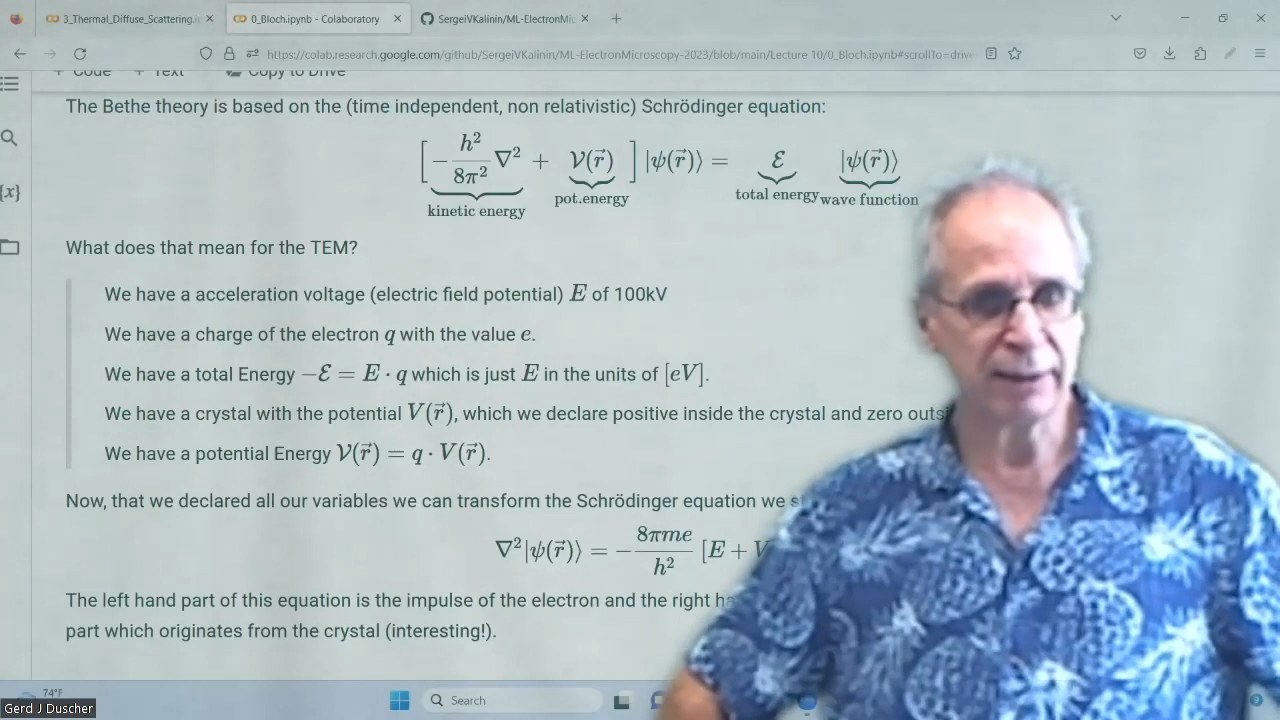 3_Thermal_Diffuse_Scattering.i
0_Bloch.ipynb - Colaboratory
SergeiVKalinin/ML-ElectronMic
https://colab.research.google.com/github/SergeiVKalinin/ML-ElectronMicroscopy-2023/blob/main/Lecture 10/0_Bloch.ipynb#scrollTo=drive
+ Code + Text Copy to Drive
The Bethe theory is based on the (time independent, non relativistic) Schrödinger equation:
[ - h²/8π² ∇² + 𝒱(r⃗) ] |ψ(r⃗)⟩ = ℰ |ψ(r⃗)⟩
kinetic energy pot.energy total energy wave function
{x}
What does that mean for the TEM?
We have a acceleration voltage (electric field potential) E of 100kV
We have a charge of the electron q with the value e.
We have a total Energy −ℰ = E · q which is just E in the units of [eV].
We have a crystal with the potential V(r⃗), which we declare positive inside the crystal and zero outsi
We have a potential Energy 𝒱(r⃗) = q · V(r⃗).
Now, that we declared all our variables we can transform the Schrödinger equation we s
∇²|ψ(r⃗)⟩ = − 8πme/h² [E + V
The left hand part of this equation is the impulse of the electron and the right ha
part which originates from the crystal (interesting!).
74°F
Search
Gerd J Duscher